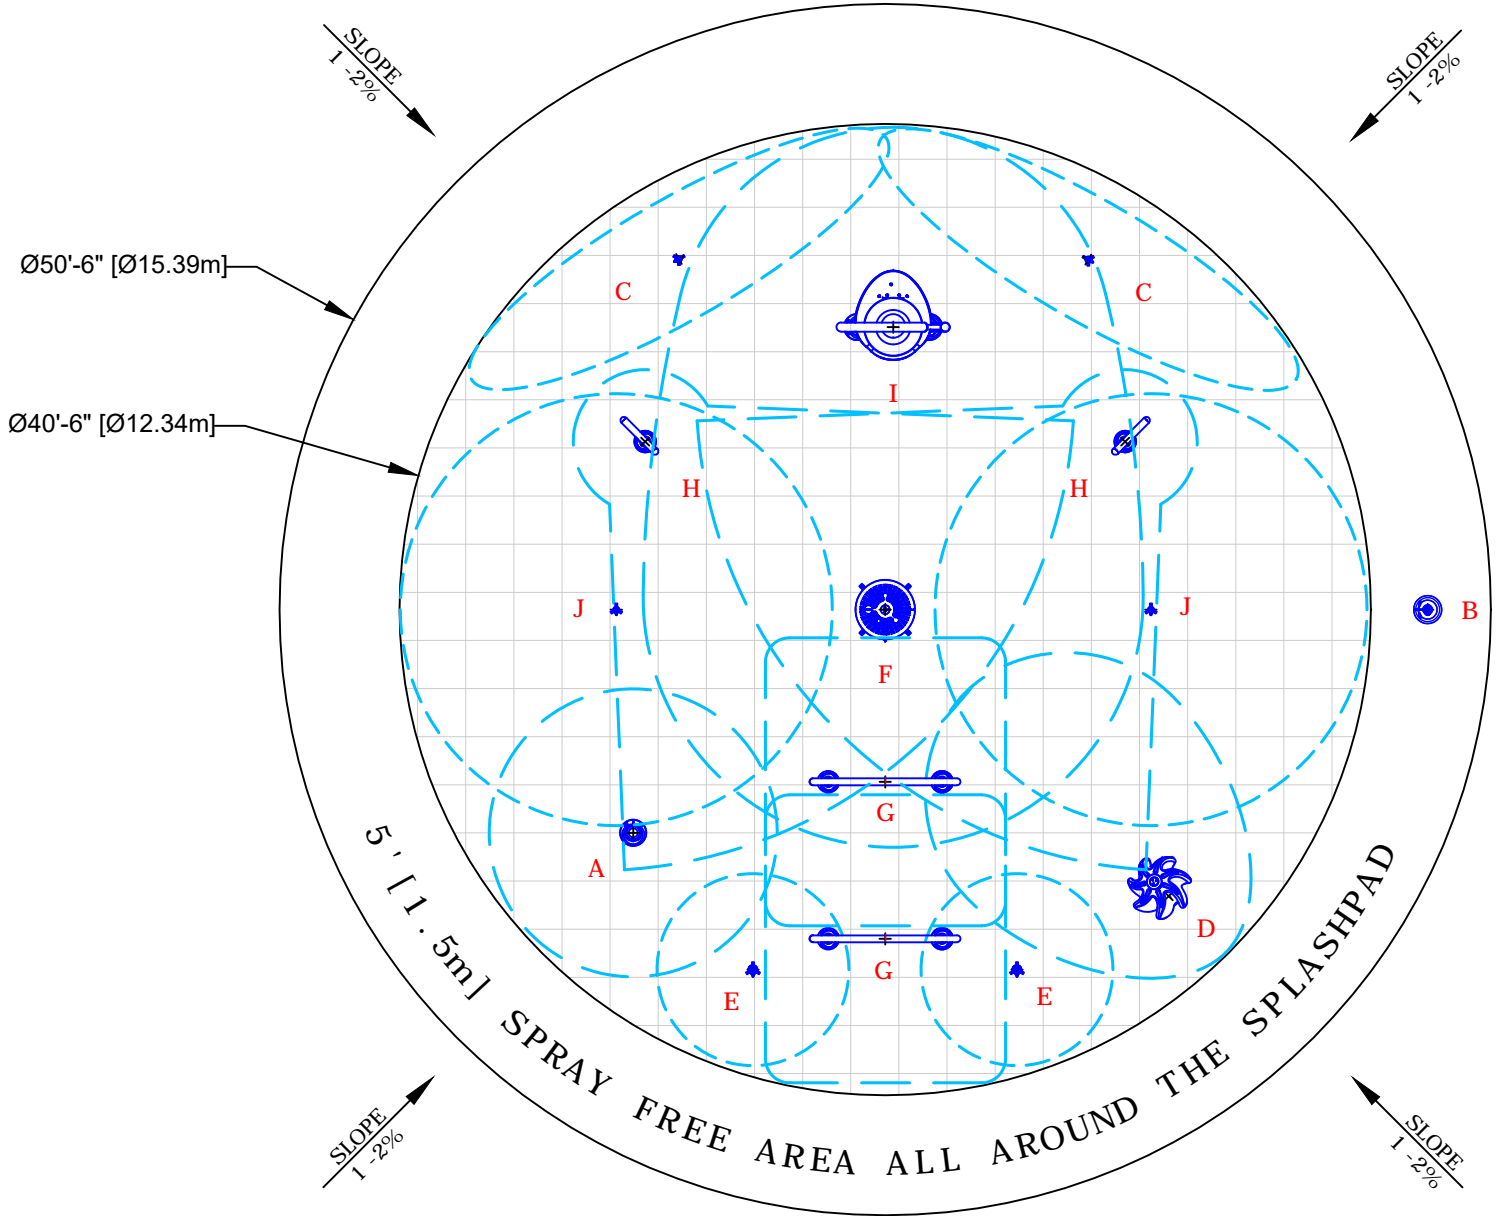 SLOPE
1 -2%
SLOPE
1 -2%
Ø50'-6" [Ø15.39m]
Ø40'-6" [Ø12.34m]
C
C
I
H
H
J
J
B
F
G
A
D
G
E
E
5' [1.5m] SPRAY FREE AREA ALL AROUND THE SPLASHPAD
SLOPE
1 -2%
SLOPE
1 -2%